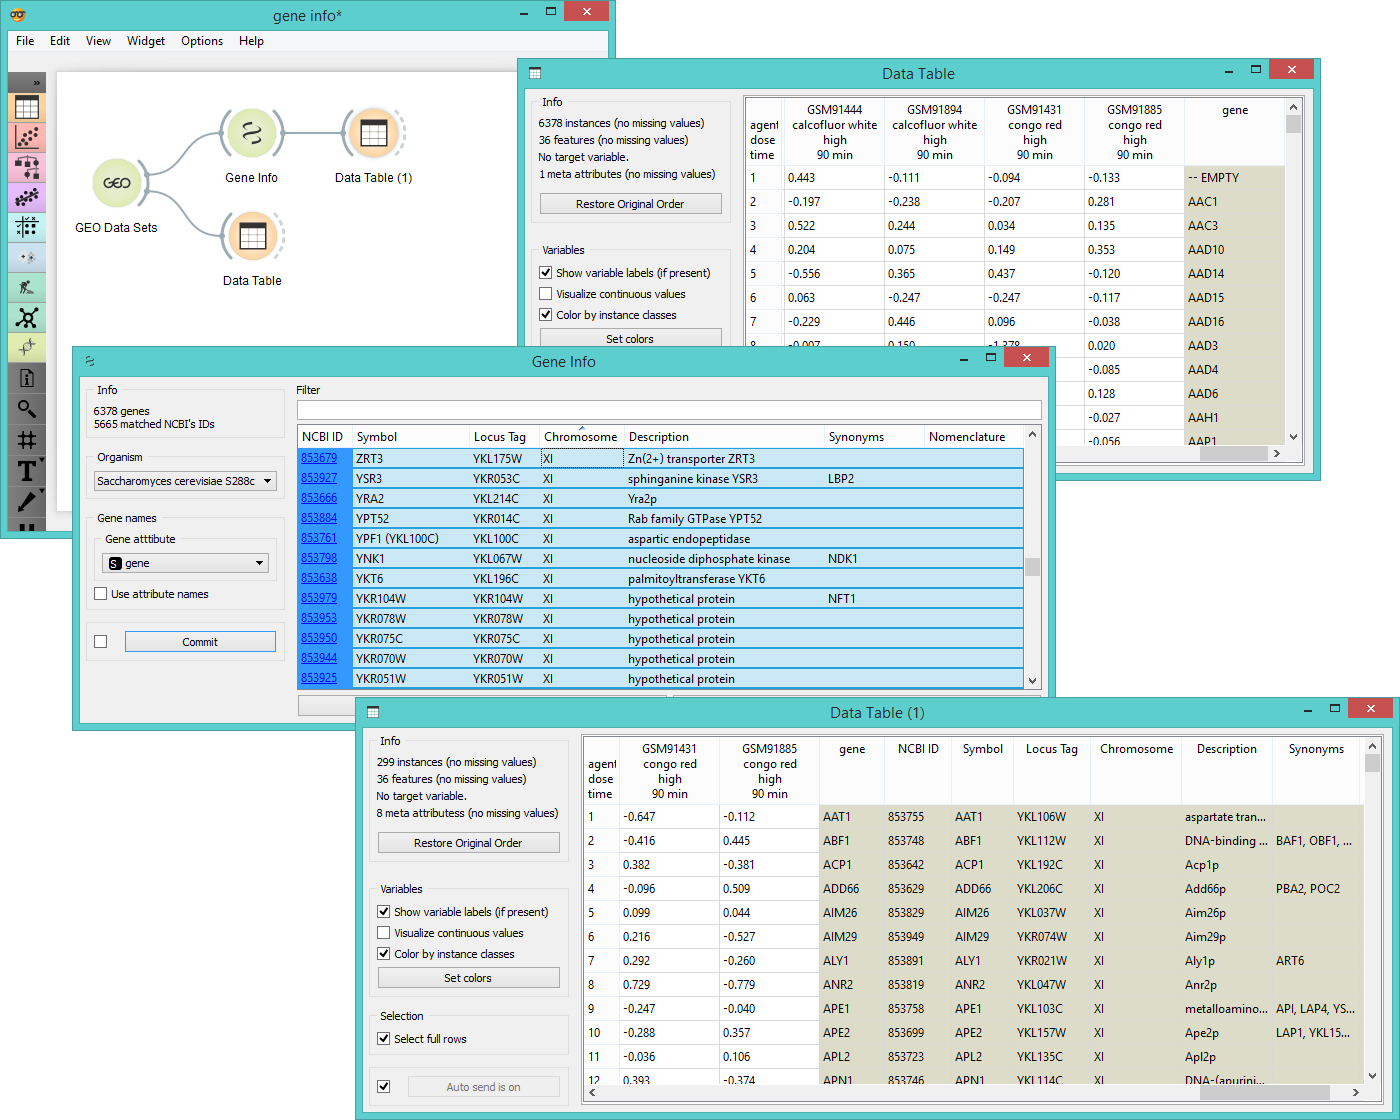 gene info*
File Edit View Widget Options Help
»
GEO
GEO Data Sets
Gene Info
Data Table (1)
Data Table
T
Data Table
Info
6378 instances (no missing values)
36 features (no missing values)
No target variable.
1 meta attributes (no missing values)
Restore Original Order
Variables
Show variable labels (if present)
Visualize continuous values
Color by instance classes
Set colors
GSM91444 GSM91894 GSM91431 GSM91885 gene
agent calcofluor white calcofluor white congo red congo red
dose high high high high
time 90 min 90 min 90 min 90 min
1 0.443 -0.111 -0.094 -0.133 -- EMPTY
2 -0.197 -0.238 -0.207 0.281 AAC1
3 0.522 0.244 0.034 0.135 AAC3
4 0.204 0.075 0.149 0.353 AAD10
5 -0.556 0.365 0.437 -0.120 AAD14
6 0.063 -0.247 -0.247 -0.117 AAD15
7 -0.229 0.446 0.096 -0.038 AAD16
8 -0.007 0.150 -1.378 0.020 AAD3
-0.085 AAD4
0.128 AAD6
-0.027 AAH1
-0.056 AAP1
Gene Info
Info
6378 genes
5665 matched NCBI's IDs
Organism
Saccharomyces cerevisiae S288c
Gene names
Gene atttibute
S gene
Use attribute names
Commit
Filter
NCBI ID Symbol Locus Tag Chromosome Description Synonyms Nomenclature
853679 ZRT3 YKL175W XI Zn(2+) transporter ZRT3
853927 YSR3 YKR053C XI sphinganine kinase YSR3 LBP2
853666 YRA2 YKL214C XI Yra2p
853884 YPT52 YKR014C XI Rab family GTPase YPT52
853761 YPF1 (YKL100C) YKL100C XI aspartic endopeptidase
853798 YNK1 YKL067W XI nucleoside diphosphate kinase NDK1
853638 YKT6 YKL196C XI palmitoyltransferase YKT6
853979 YKR104W YKR104W XI hypothetical protein NFT1
853953 YKR078W YKR078W XI hypothetical protein
853950 YKR075C YKR075C XI hypothetical protein
853944 YKR070W YKR070W XI hypothetical protein
853925 YKR051W YKR051W XI hypothetical protein
Data Table (1)
Info
299 instances (no missing values)
36 features (no missing values)
No target variable.
8 meta attributess (no missing values)
Restore Original Order
Variables
Show variable labels (if present)
Visualize continuous values
Color by instance classes
Set colors
Selection
Select full rows
Auto send is on
GSM91431 GSM91885 gene NCBI ID Symbol Locus Tag Chromosome Description Synonyms
agent congo red congo red
dose high high
time 90 min 90 min
1 -0.647 -0.112 AAT1 853755 AAT1 YKL106W XI aspartate tran...
2 -0.416 0.445 ABF1 853748 ABF1 YKL112W XI DNA-binding ... BAF1, OBF1, ...
3 0.382 -0.381 ACP1 853642 ACP1 YKL192C XI Acp1p
4 -0.096 0.509 ADD66 853629 ADD66 YKL206C XI Add66p PBA2, POC2
5 0.099 0.044 AIM26 853829 AIM26 YKL037W XI Aim26p
6 0.216 -0.527 AIM29 853949 AIM29 YKR074W XI Aim29p
7 0.292 -0.260 ALY1 853891 ALY1 YKR021W XI Aly1p ART6
8 0.729 -0.779 ANR2 853819 ANR2 YKL047W XI Anr2p
9 -0.247 -0.040 APE1 853758 APE1 YKL103C XI metalloamino... API, LAP4, YS...
10 -0.288 0.357 APE2 853699 APE2 YKL157W XI Ape2p LAP1, YKL15...
11 -0.036 0.106 APL2 853723 APL2 YKL135C XI Apl2p
12 0.393 -0.374 APN1 853746 APN1 YKL114C XI DNA-(apurini...